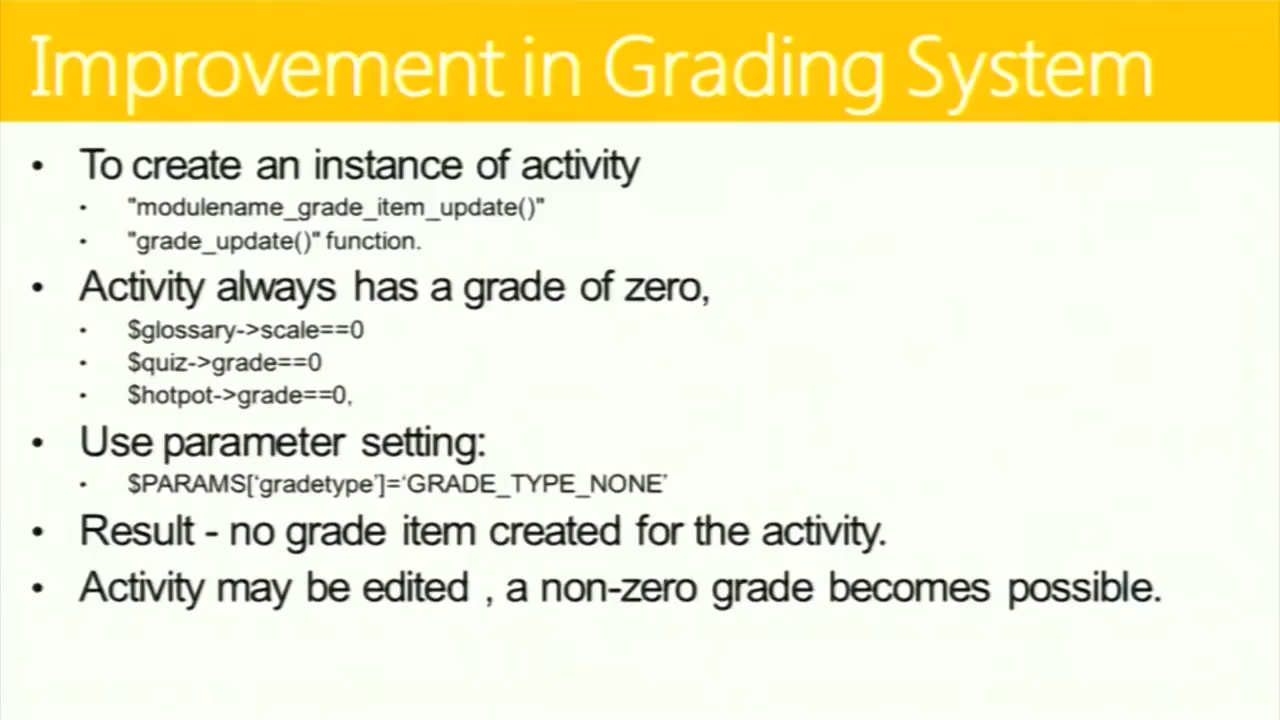 Improvement in Grading System
• To create an instance of activity
• "modulename_grade_item_update()"
• "grade_update()" function.
• Activity always has a grade of zero,
• $glossary->scale==0
• $quiz->grade==0
• $hotpot->grade==0,
• Use parameter setting:
• $PARAMS[‘gradetype’]=‘GRADE_TYPE_NONE’
• Result - no grade item created for the activity.
• Activity may be edited , a non-zero grade becomes possible.